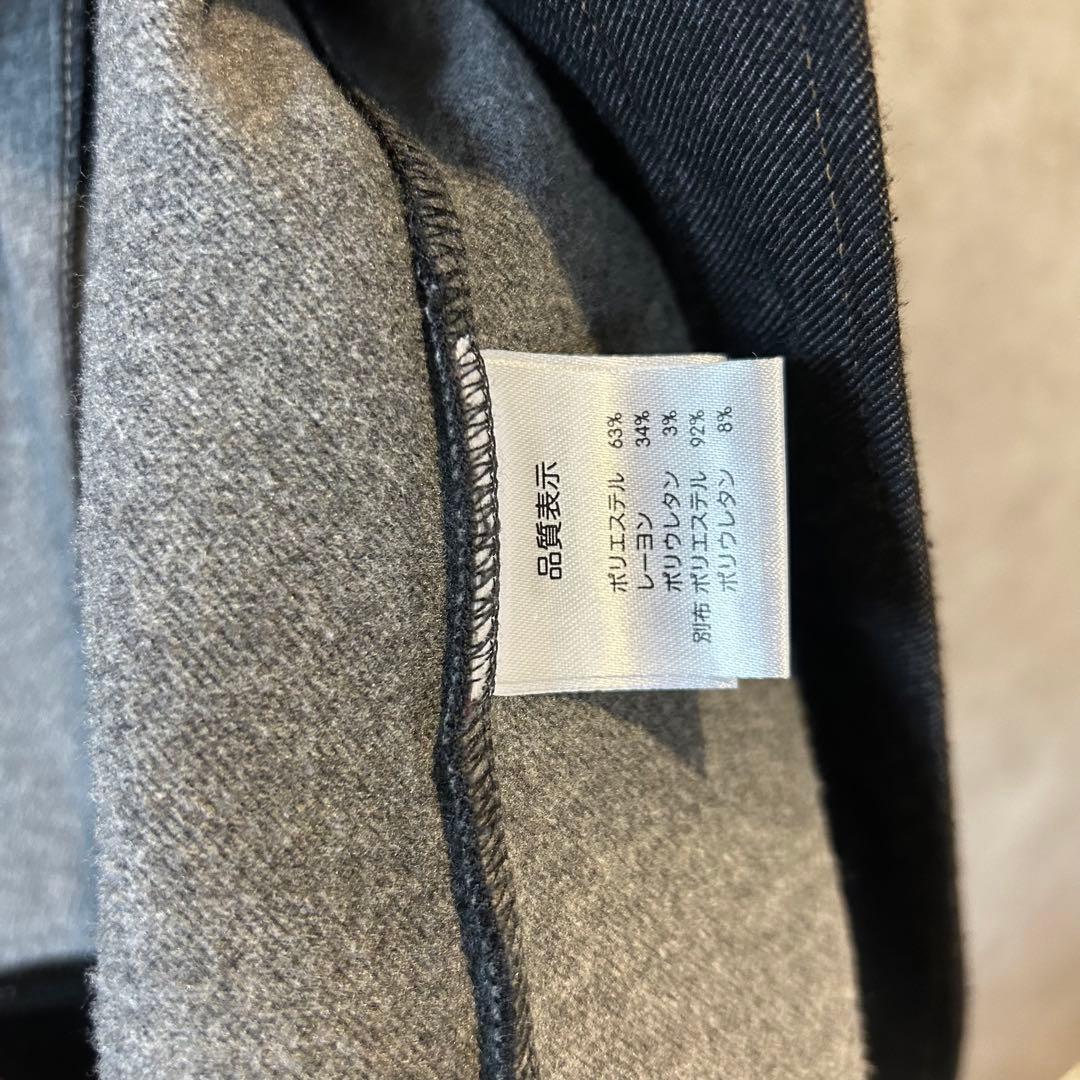 品質表示
ポリエステル 63%
レーヨン 34%
ポリウレタン 3%
別布 ポリエステル 92%
ポリウレタン 8%